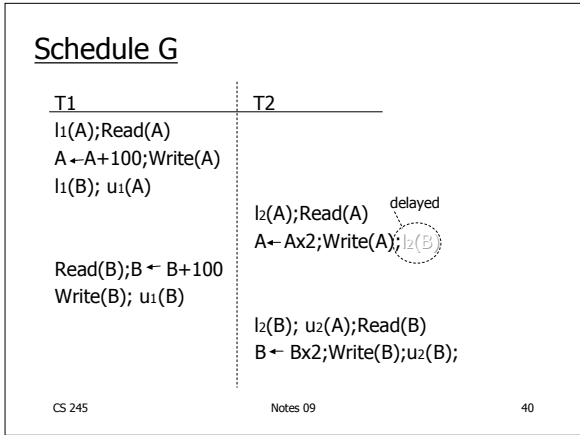 Schedule G
T1 T2
l1(A);Read(A)
A←A+100;Write(A)
l1(B); u1(A)
delayed
l2(A);Read(A)
A←Ax2;Write(A);l2(B)
Read(B);B ← B+100
Write(B); u1(B)
l2(B); u2(A);Read(B)
B ← Bx2;Write(B);u2(B);
CS 245 Notes 09 40